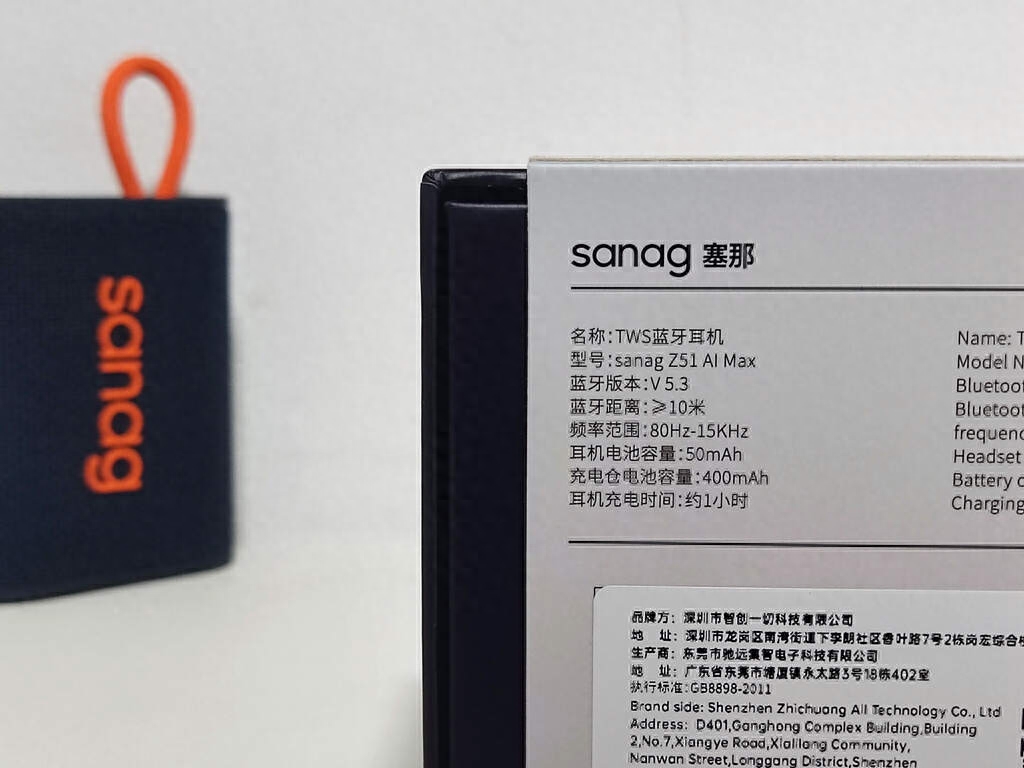 sanag
sanag 塞那
名称:TWS蓝牙耳机
型号:sanag Z51 AI Max
蓝牙版本:V 5.3
蓝牙距离:≥10米
频率范围:80Hz-15KHz
耳机电池容量:50mAh
充电仓电池容量:400mAh
耳机充电时间:约1小时
Name: T
Model N
Bluetoo
Bluetoo
frequenc
Headset
Battery c
Charging
品牌方: 深圳市智创一切科技有限公司
地 址: 深圳市龙岗区南湾街道下李朗社区香叶路7号2栋岗宏综合
生产商: 东莞市驰远集智电子科技有限公司
地 址: 广东省东莞市塘厦镇永太路3号18栋402室
执行标准:GB8898-2011
Brand side: Shenzhen Zhichuang All Technology Co., Ltd
Address: D401,Ganghong Complex Building,Building
2,No.7,Xiangye Road,Xialilang Community,
Nanwan Street,Longgang District,Shenzhen